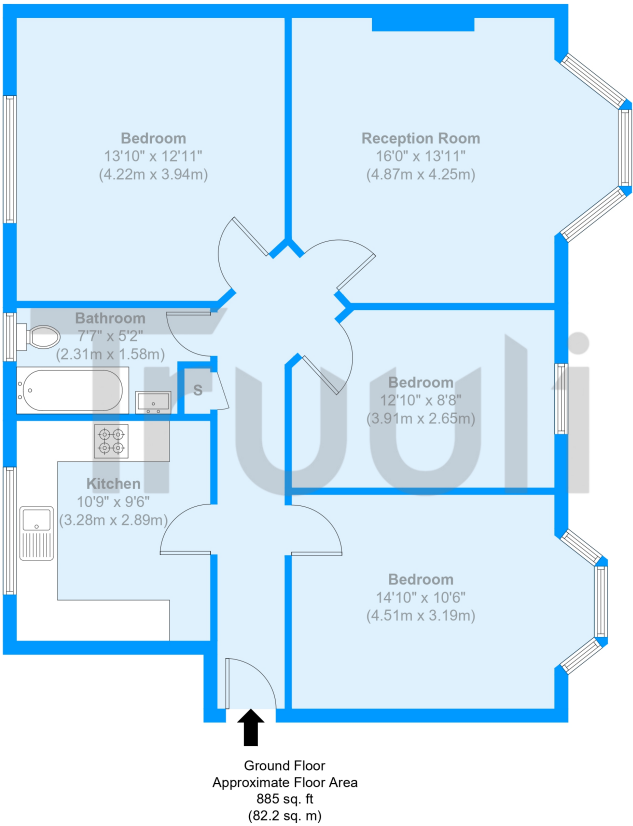 Bedroom
13'10" x 12'11"
(4.22m x 3.94m)
Reception Room
16'0" x 13'11"
(4.87m x 4.25m)
Bathroom
7'7" x 5'2"
(2.31m x 1.58m)
S
Bedroom
12'10" x 8'8"
(3.91m x 2.65m)
Truuli
Kitchen
10'9" x 9'6"
(3.28m x 2.89m)
Bedroom
14'10" x 10'6"
(4.51m x 3.19m)
Ground Floor
Approximate Floor Area
885 sq. ft
(82.2 sq. m)